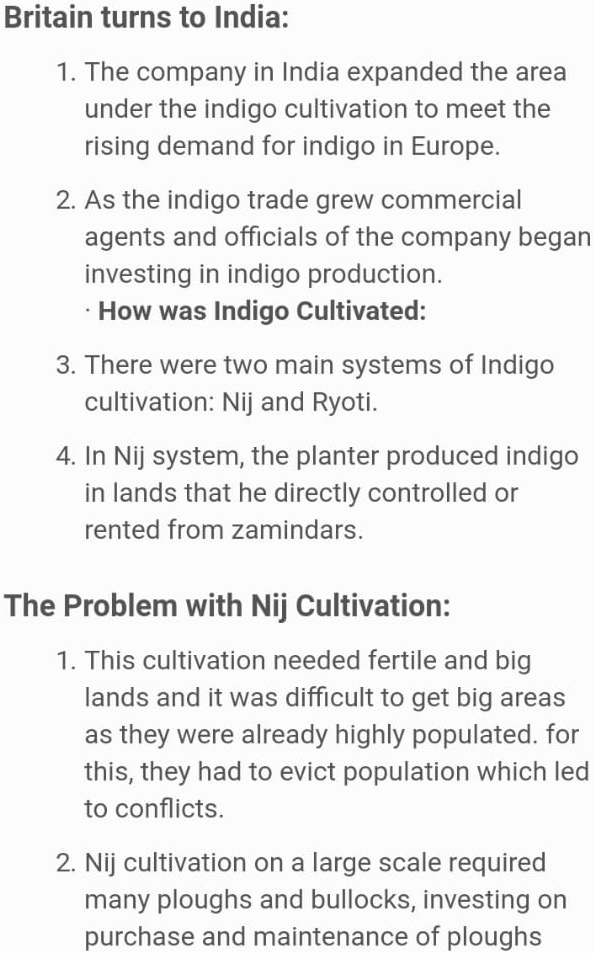 Britain turns to India:
1. The company in India expanded the area
under the indigo cultivation to meet the
rising demand for indigo in Europe.
2. As the indigo trade grew commercial
agents and officials of the company began
investing in indigo production.
· How was Indigo Cultivated:
3. There were two main systems of Indigo
cultivation: Nij and Ryoti.
4. In Nij system, the planter produced indigo
in lands that he directly controlled or
rented from zamindars.
The Problem with Nij Cultivation:
1. This cultivation needed fertile and big
lands and it was difficult to get big areas
as they were already highly populated. for
this, they had to evict population which led
to conflicts.
2. Nij cultivation on a large scale required
many ploughs and bullocks, investing on
purchase and maintenance of ploughs